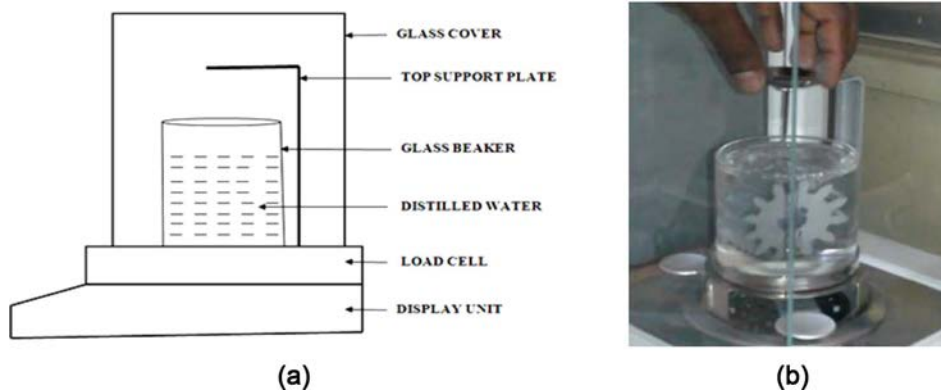 GLASS COVER
TOP SUPPORT PLATE
GLASS BEAKER
DISTILLED WATER
LOAD CELL
DISPLAY UNIT
(a)
(b)